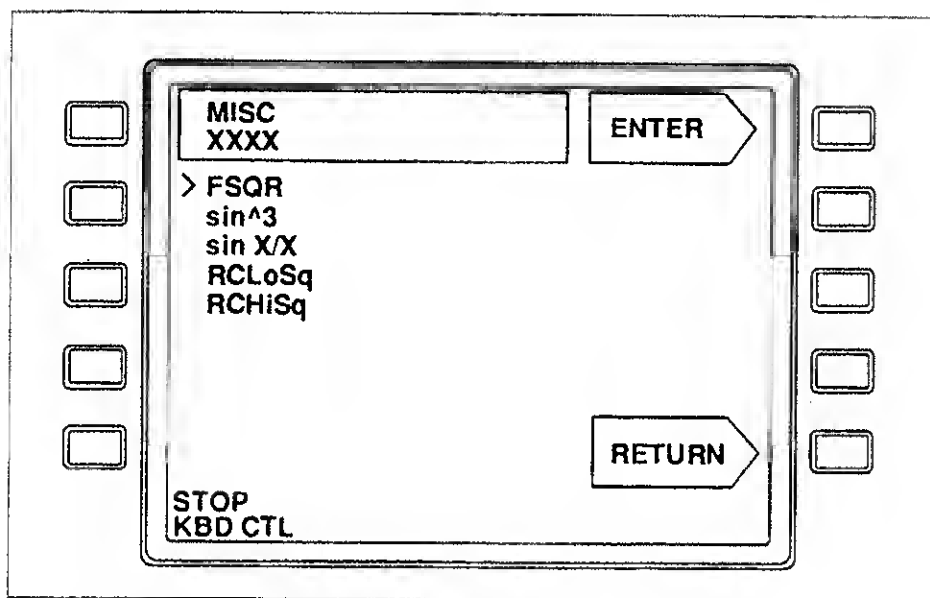 MISC
XXXX
ENTER
> FSQR
sin^3
sin X/X
RCLoSq
RCHiSq
RETURN
STOP
KBD CTL